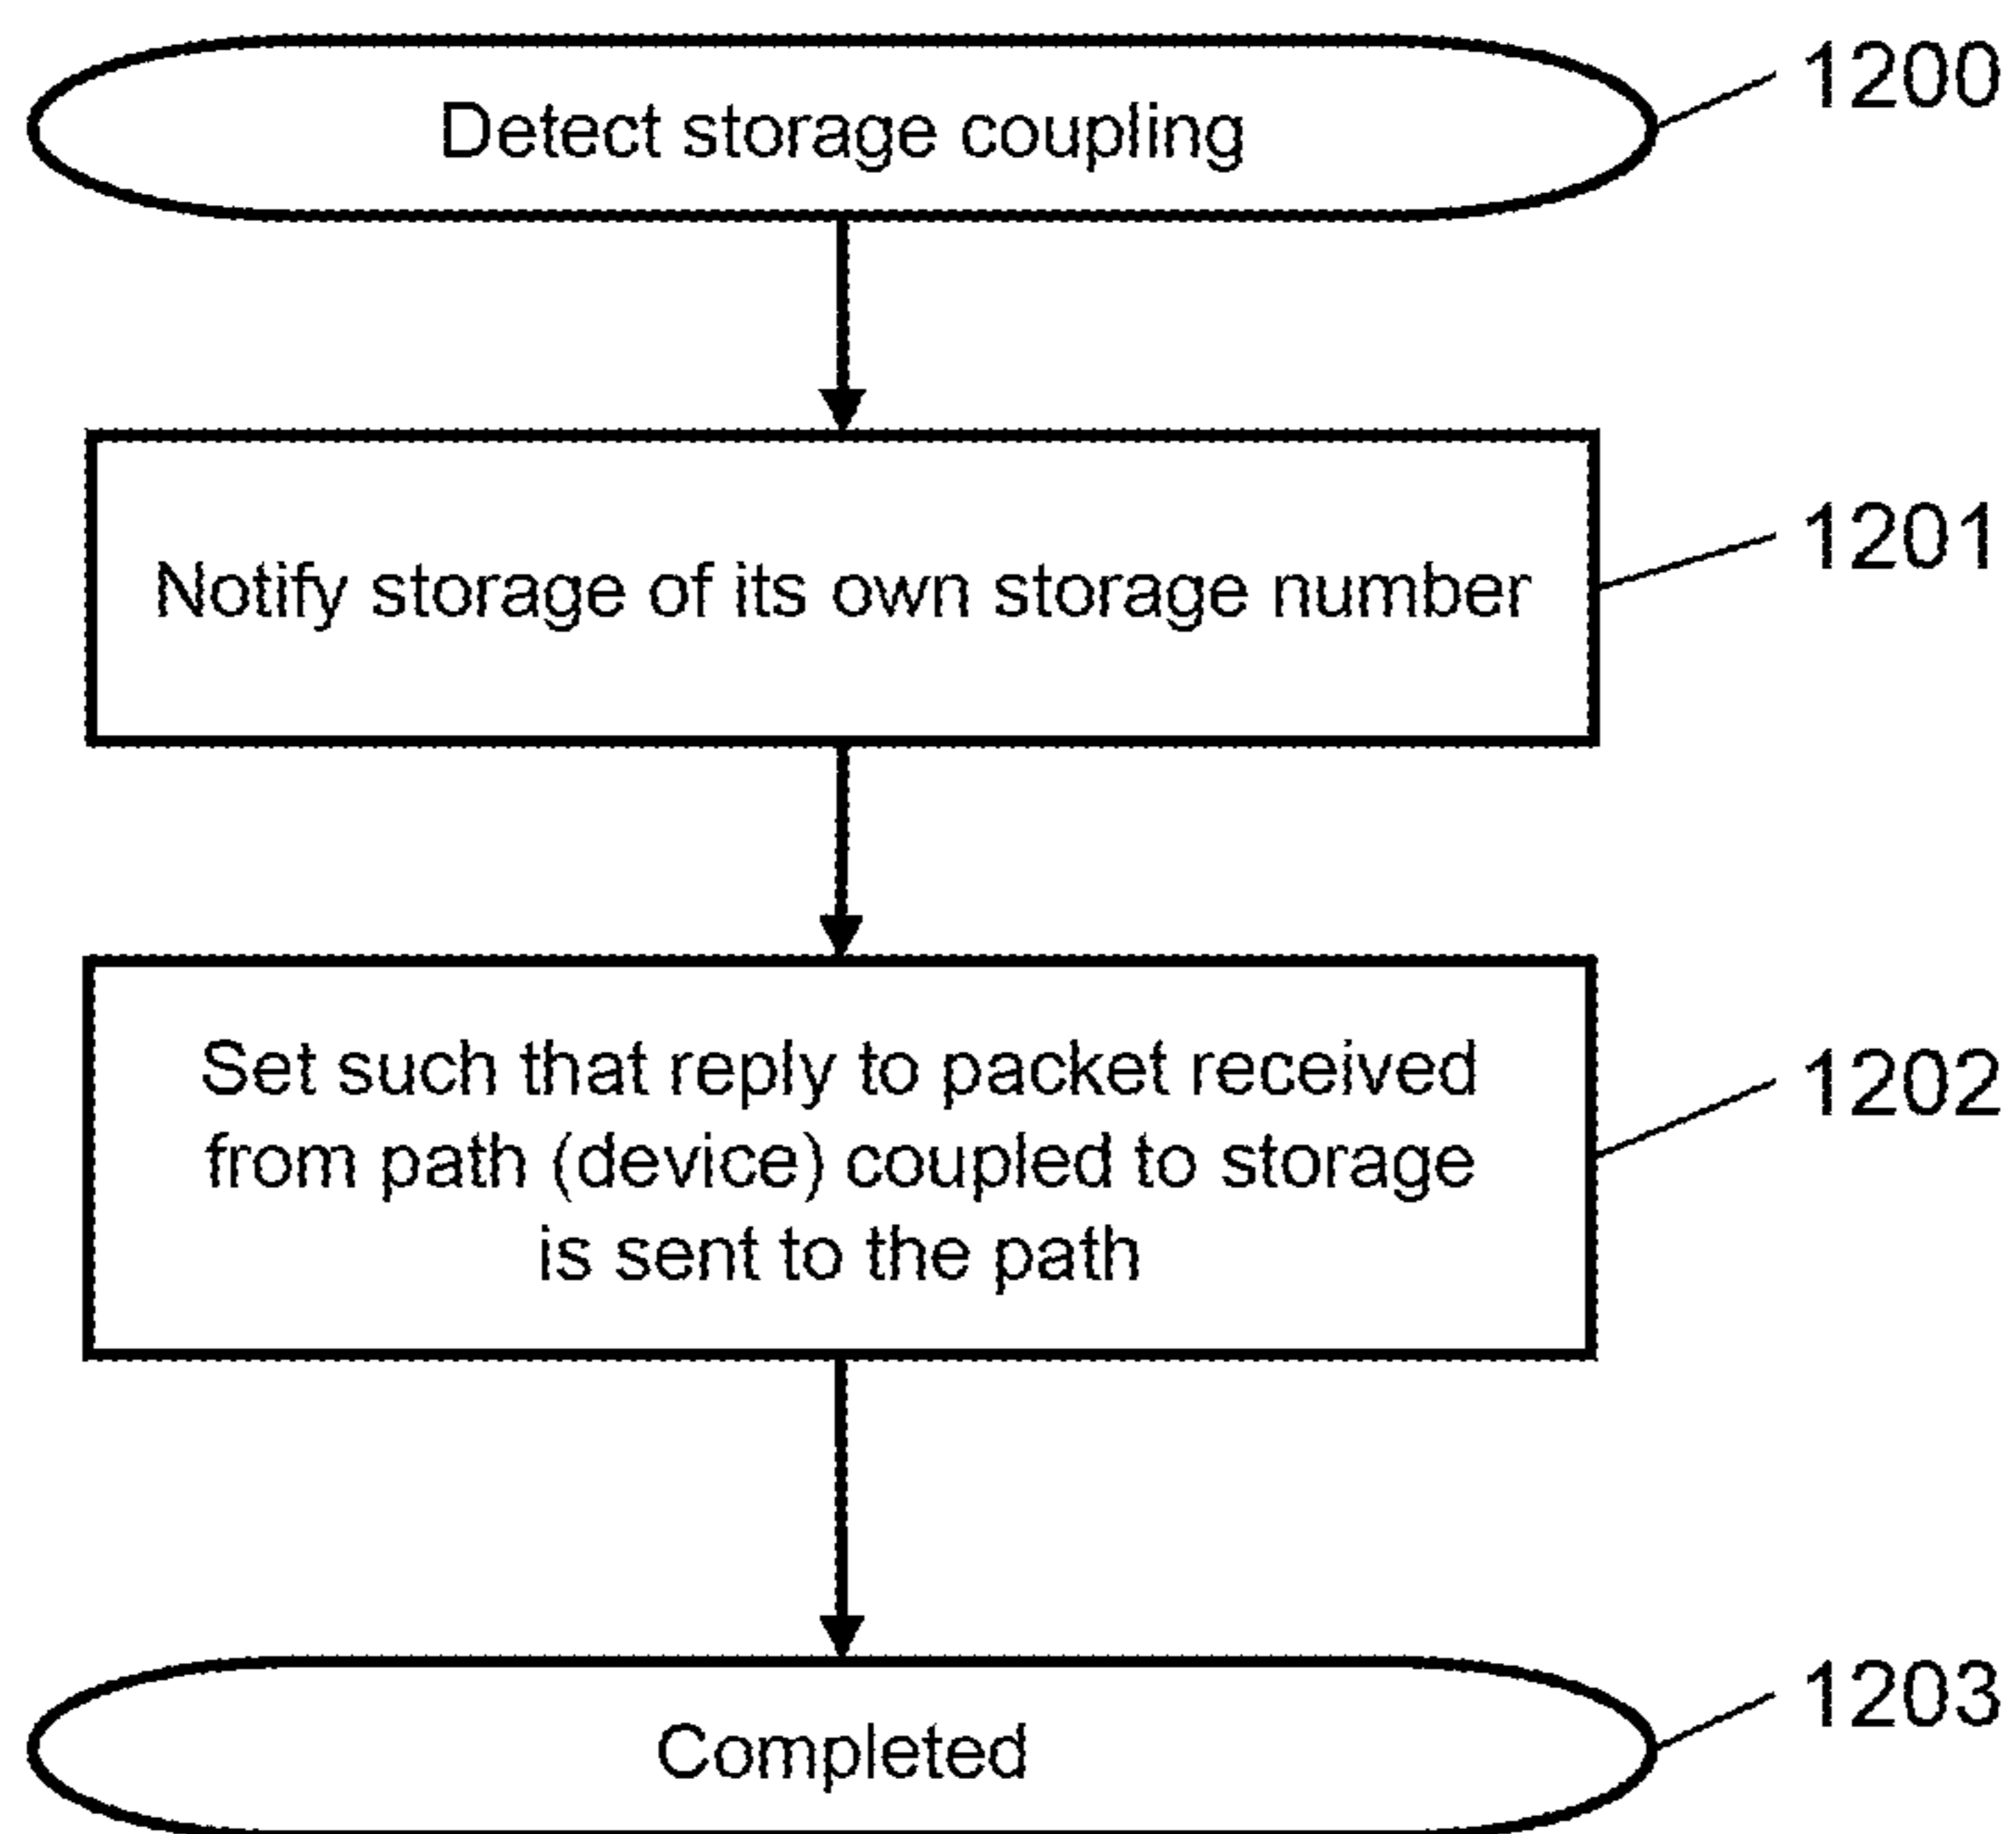 Detect storage coupling
1200
Notify storage of its own storage number
1201
Set such that reply to packet received
from path (device) coupled to storage
is sent to the path
1202
Completed
1203